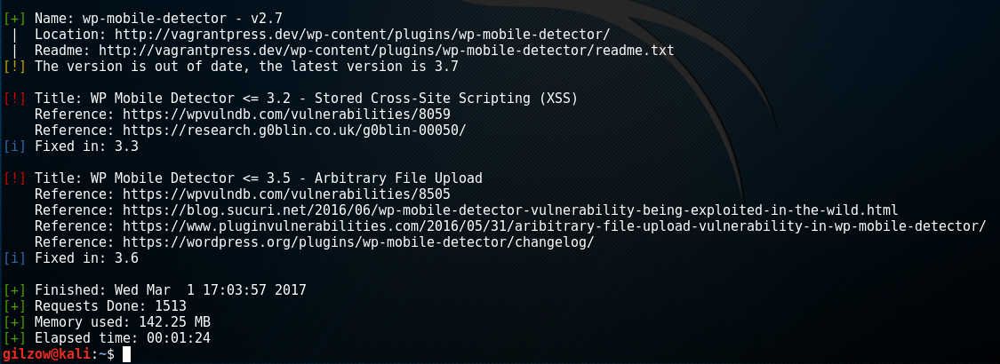 [+] Name: wp-mobile-detector - v2.7
 |  Location: http://vagrantpress.dev/wp-content/plugins/wp-mobile-detector/
 |  Readme: http://vagrantpress.dev/wp-content/plugins/wp-mobile-detector/readme.txt
[!] The version is out of date, the latest version is 3.7

[!] Title: WP Mobile Detector <= 3.2 - Stored Cross-Site Scripting (XSS)
    Reference: https://wpvulndb.com/vulnerabilities/8059
    Reference: https://research.g0blin.co.uk/g0blin-00050/
[i] Fixed in: 3.3

[!] Title: WP Mobile Detector <= 3.5 - Arbitrary File Upload
    Reference: https://wpvulndb.com/vulnerabilities/8505
    Reference: https://blog.sucuri.net/2016/06/wp-mobile-detector-vulnerability-being-exploited-in-the-wild.html
    Reference: https://www.pluginvulnerabilities.com/2016/05/31/aribitrary-file-upload-vulnerability-in-wp-mobile-detector/
    Reference: https://wordpress.org/plugins/wp-mobile-detector/changelog/
[i] Fixed in: 3.6

[+] Finished: Wed Mar  1 17:03:57 2017
[+] Requests Done: 1513
[+] Memory used: 142.25 MB
[+] Elapsed time: 00:01:24
gilzow@kali:~$